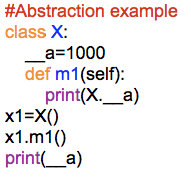 #Abstraction example
class X:
    __a=1000
    def m1(self):
        print(X.__a)
x1=X()
x1.m1()
print(__a)